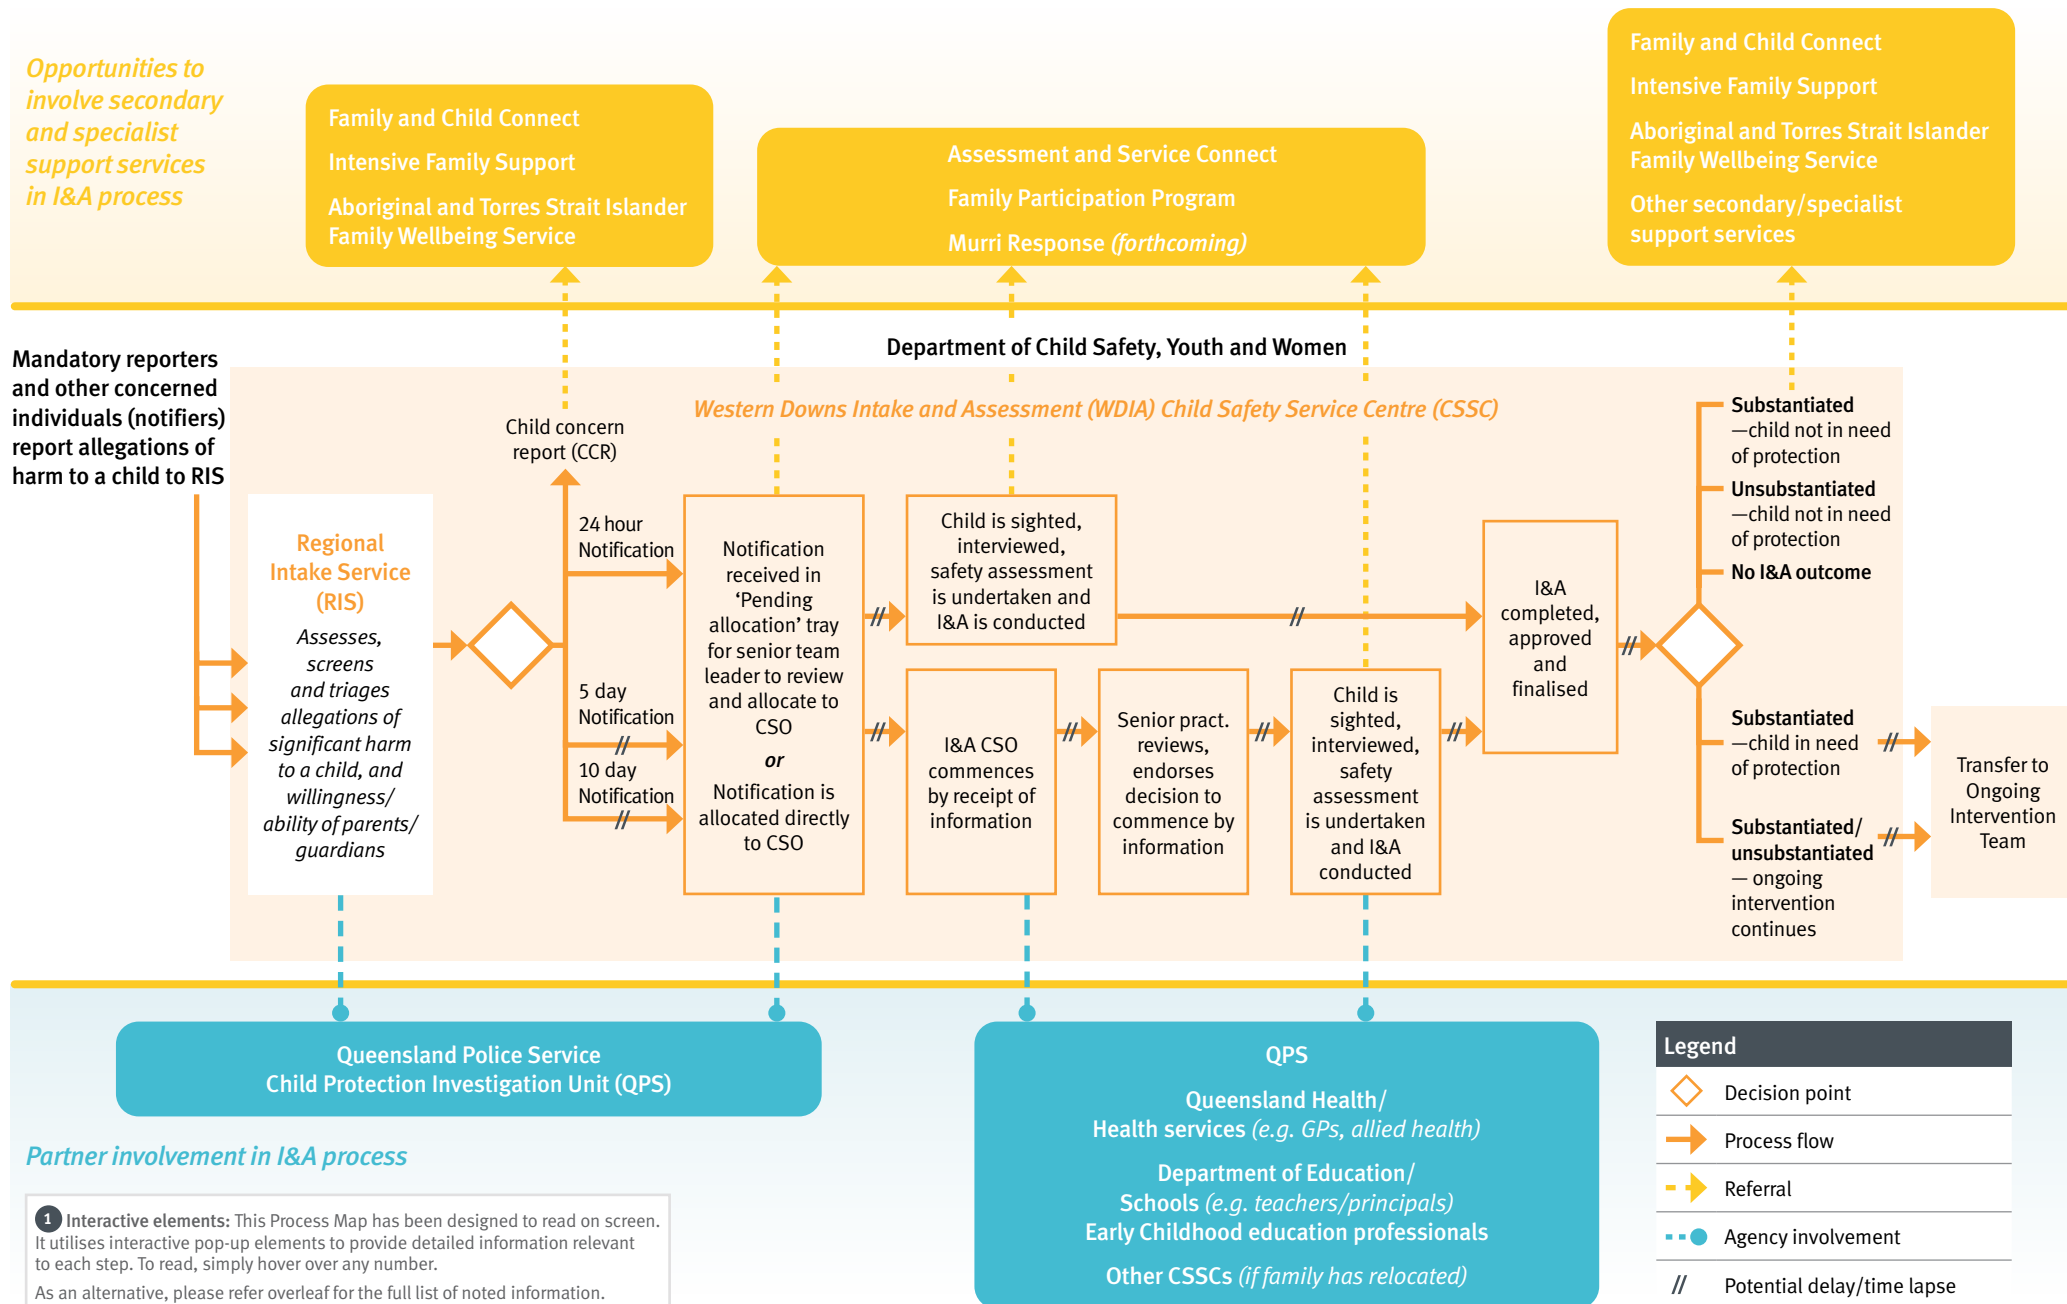 Opportunities to
involve secondary
and specialist
support services
in I&A process
Family and Child Connect
Intensive Family Support
Aboriginal and Torres Strait Islander
Family Wellbeing Service
Assessment and Service Connect
Family Participation Program
Murri Response (forthcoming)
Family and Child Connect
Intensive Family Support
Aboriginal and Torres Strait Islander
Family Wellbeing Service
Other secondary/specialist
support services
Mandatory reporters
and other concerned
individuals (notifiers)
report allegations of
harm to a child to RIS
Department of Child Safety, Youth and Women
Western Downs Intake and Assessment (WDIA) Child Safety Service Centre (CSSC)
Regional
Intake Service
(RIS)
Assesses,
screens
and triages
allegations of
significant harm
to a child, and
willingness/
ability of parents/
guardians
Child concern
report (CCR)
24 hour
Notification
5 day
Notification
//
10 day
Notification
//
Notification
received in
‘Pending
allocation’ tray
for senior team
leader to review
and allocate to
CSO
or
Notification is
allocated directly
to CSO
//
//
Child is sighted,
interviewed,
safety assessment
is undertaken and
I&A is conducted
//
I&A CSO
commences
by receipt of
information
//
Senior pract.
reviews,
endorses
decision to
commence by
information
//
Child is
sighted,
interviewed,
safety
assessment
is undertaken
and I&A
conducted
//
I&A
completed,
approved
and
finalised
//
Substantiated
—child not in need
of protection
Unsubstantiated
—child not in need
of protection
No I&A outcome
Substantiated
—child in need
of protection
//
Substantiated/
unsubstantiated
— ongoing
intervention
continues
//
Transfer to
Ongoing
Intervention
Team
Queensland Police Service
Child Protection Investigation Unit (QPS)
Partner involvement in I&A process
1 Interactive elements: This Process Map has been designed to read on screen.
It utilises interactive pop-up elements to provide detailed information relevant
to each step. To read, simply hover over any number.
As an alternative, please refer overleaf for the full list of noted information.
QPS
Queensland Health/
Health services (e.g. GPs, allied health)
Department of Education/
Schools (e.g. teachers/principals)
Early Childhood education professionals
Other CSSCs (if family has relocated)
Legend
Decision point
Process flow
Referral
Agency involvement
// Potential delay/time lapse